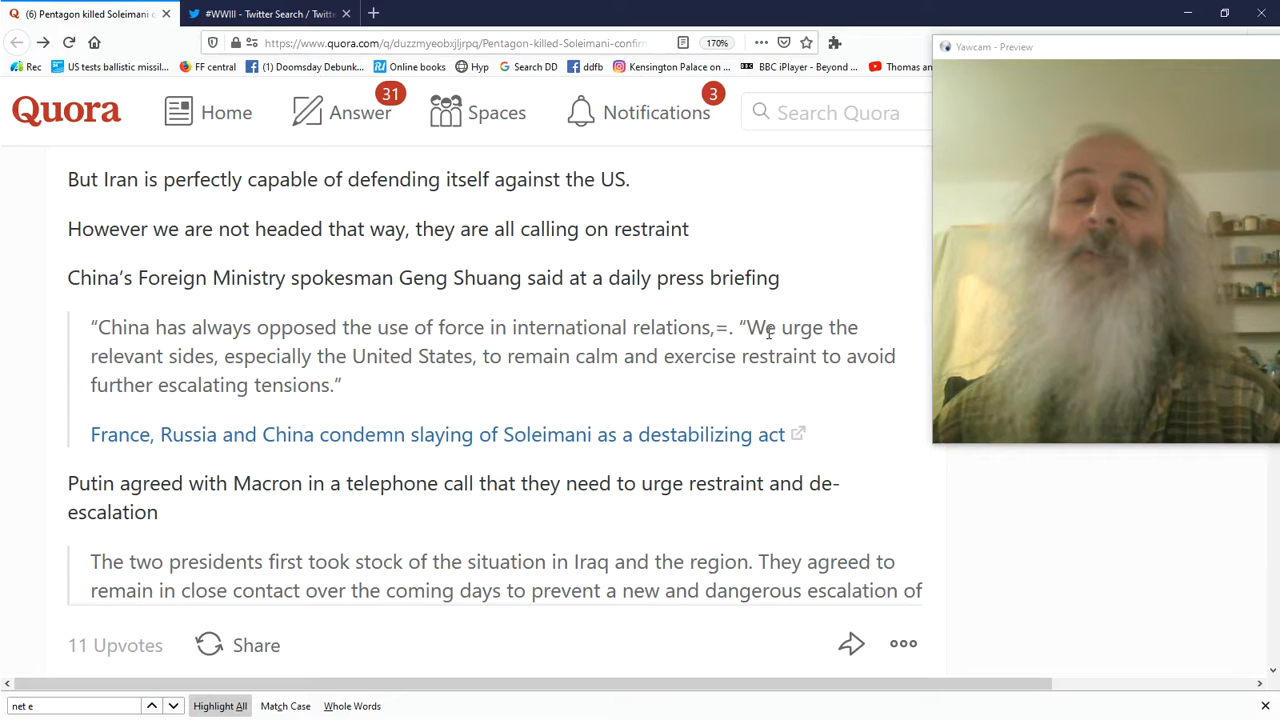 (6) Pentagon killed Soleimani - co
#WWIII - Twitter Search / Twitte
https://www.quora.com/q/duzzmyeobxjljrpq/Pentagon-killed-Soleimani-confirm
170%
Rec
US tests ballistic missil...
FF central
(1) Doomsday Debunk...
Online books
Hyp
Search DD
ddfb
Kensington Palace on ...
BBC iPlayer - Beyon ...
Thomas an
Yawcam - Preview
Quora
Home
31
Answer
Spaces
3
Notifications
Search Quora
But Iran is perfectly capable of defending itself against the US.
However we are not headed that way, they are all calling on restraint
China’s Foreign Ministry spokesman Geng Shuang said at a daily press briefing
“China has always opposed the use of force in international relations,=. “We urge the
relevant sides, especially the United States, to remain calm and exercise restraint to avoid
further escalating tensions.”
France, Russia and China condemn slaying of Soleimani as a destabilizing act
Putin agreed with Macron in a telephone call that they need to urge restraint and de-
escalation
The two presidents first took stock of the situation in Iraq and the region. They agreed to
remain in close contact over the coming days to prevent a new and dangerous escalation of
11 Upvotes
Share
net e
Highlight All
Match Case
Whole Words